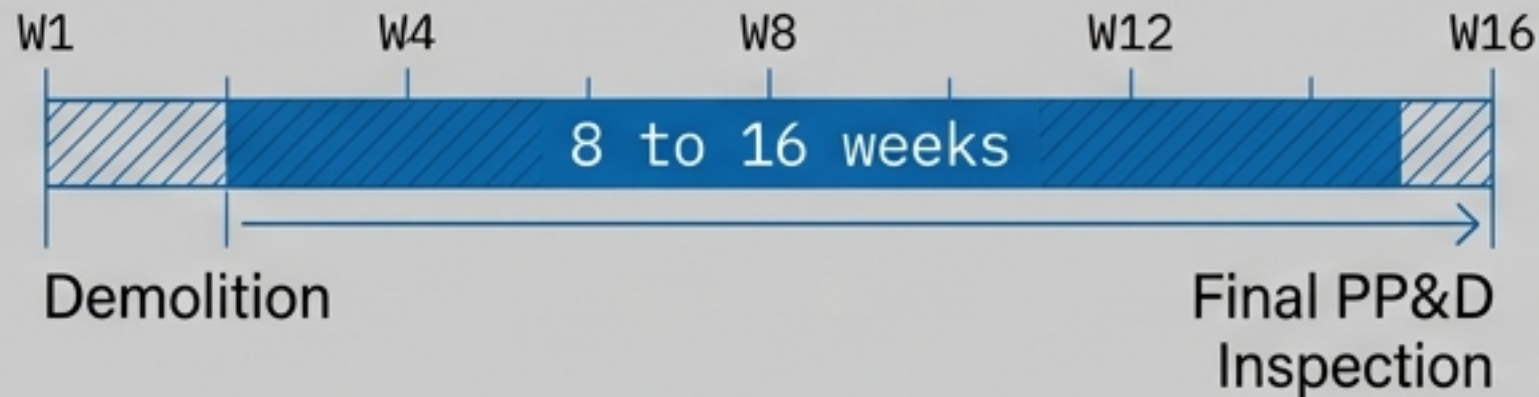 W1 W4 W8 W12 W16
8 to 16 weeks
Demolition
Final PP&D
Inspection